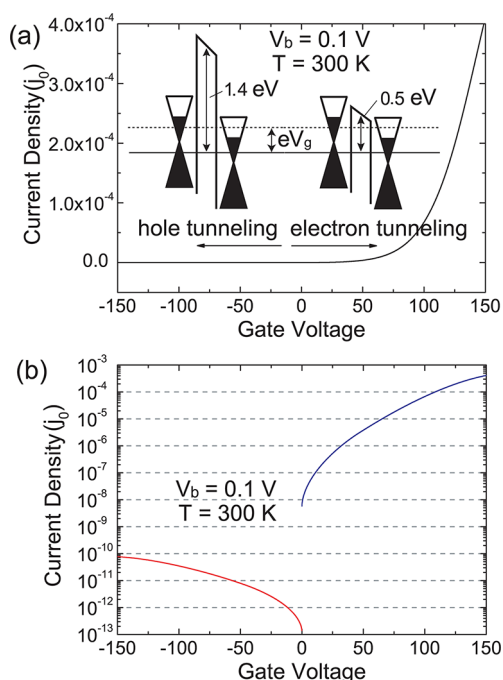 (a)
Current Density(j₀)
4.0x10⁻⁴
3.0x10⁻⁴
2.0x10⁻⁴
1.0x10⁻⁴
0.0
V_b = 0.1 V
T = 300 K
1.4 eV
0.5 eV
eV_g
hole tunneling electron tunneling
-150 -100 -50 0 50 100 150
Gate Voltage
(b)
Current Density(j₀)
10⁻³
10⁻⁴
10⁻⁵
10⁻⁶
10⁻⁷
10⁻⁸
10⁻⁹
10⁻¹⁰
10⁻¹¹
10⁻¹²
10⁻¹³
V_b = 0.1 V
T = 300 K
-150 -100 -50 0 50 100 150
Gate Voltage